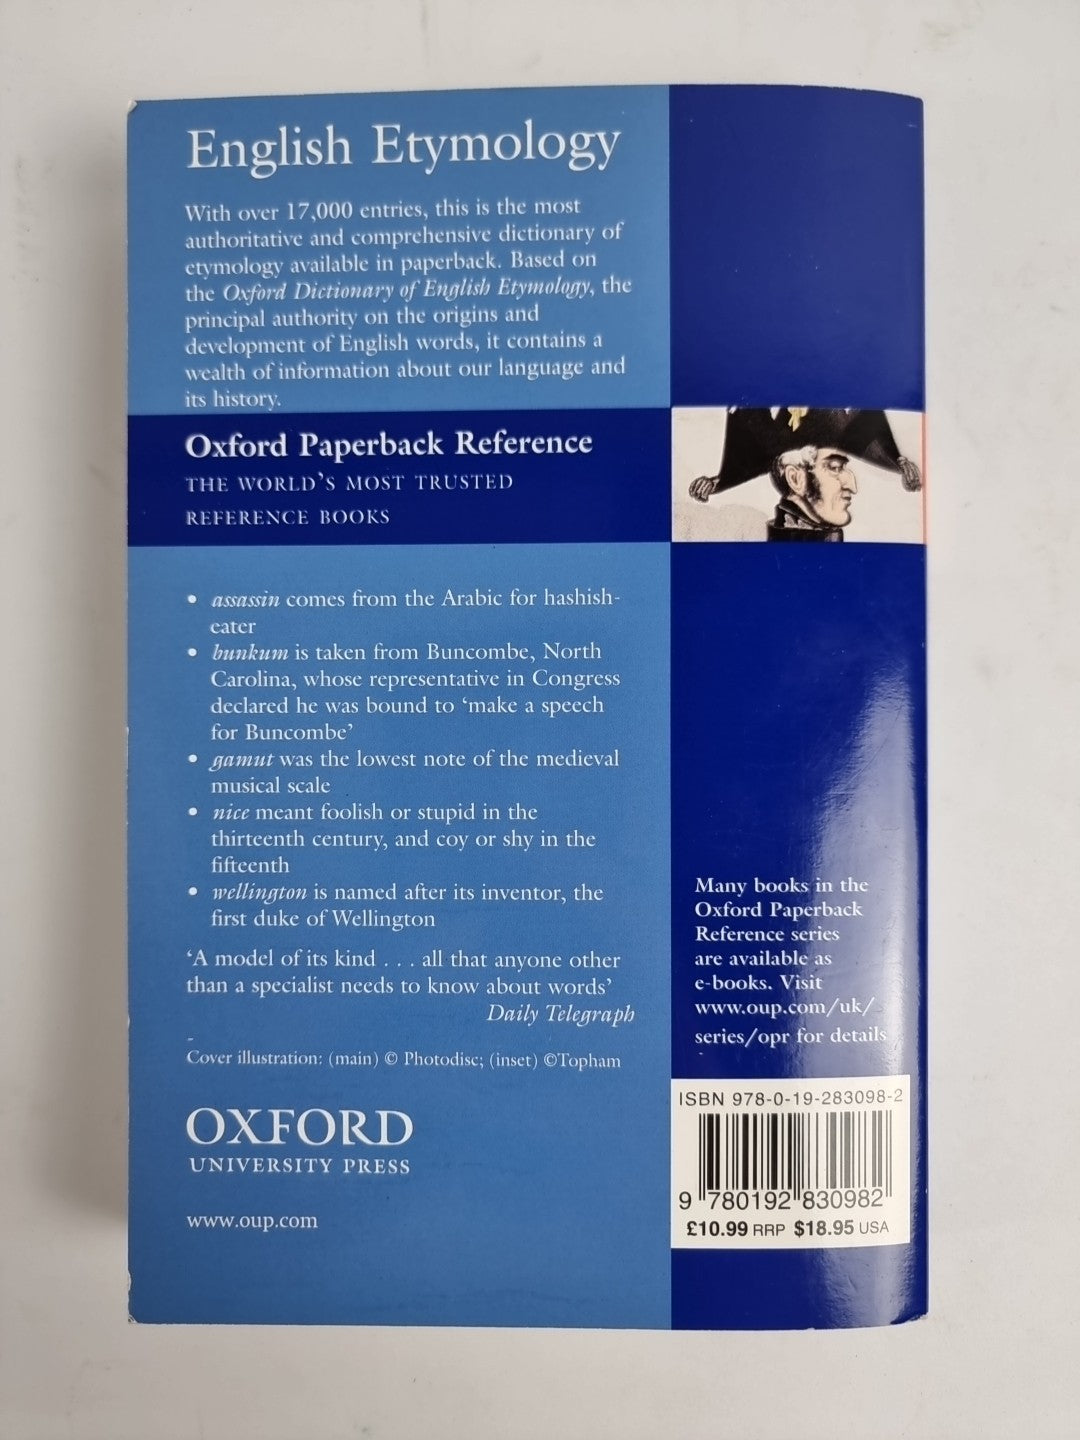 English Etymology
With over 17,000 entries, this is the most
authoritative and comprehensive dictionary of
etymology available in paperback. Based on
the Oxford Dictionary of English Etymology, the
principal authority on the origins and
development of English words, it contains a
wealth of information about our language and
its history.
Oxford Paperback Reference
THE WORLD'S MOST TRUSTED
REFERENCE BOOKS
• assassin comes from the Arabic for hashish-
eater
• bunkum is taken from Buncombe, North
Carolina, whose representative in Congress
declared he was bound to 'make a speech
for Buncombe'
• gamut was the lowest note of the medieval
musical scale
• nice meant foolish or stupid in the
thirteenth century, and coy or shy in the
fifteenth
• wellington is named after its inventor, the
first duke of Wellington
'A model of its kind . . . all that anyone other
than a specialist needs to know about words'
Daily Telegraph
Cover illustration: (main) © Photodisc; (inset) ©Topham
OXFORD
UNIVERSITY PRESS
www.oup.com
Many books in the
Oxford Paperback
Reference series
are available as
e-books. Visit
www.oup.com/uk/
series/opr for details
ISBN 978-0-19-283098-2
9 780192 830982
£10.99 RRP $18.95 USA